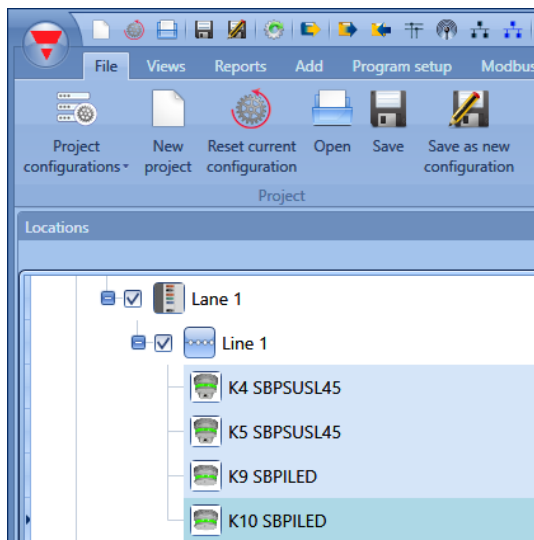 File Views Reports Add Program setup Modbus
Project configurations
New project
Reset current configuration
Open
Save
Save as new configuration
Project
Locations
Lane 1
Line 1
K4 SBPSUSL45
K5 SBPSUSL45
K9 SBPILED
K10 SBPILED